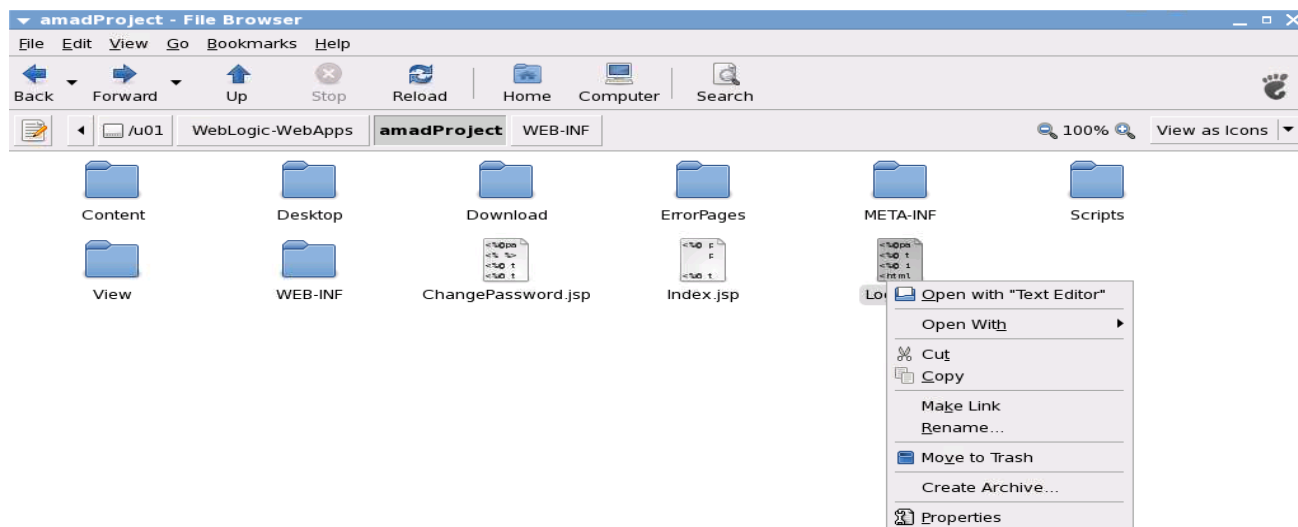 amadProject - File Browser
File Edit View Go Bookmarks Help
Back Forward Up Stop Reload Home Computer Search
/u01 WebLogic-WebApps amadProject WEB-INF 100% View as Icons
Content Desktop Download ErrorPages META-INF Scripts
<%@pa
<% %>
<%@ t
<%@ t
<%@ p
p
<%@ t
<%@pa
<%@ t
<%@ i
<html
View WEB-INF ChangePassword.jsp Index.jsp
Open with "Text Editor"
Open With
Cut
Copy
Make Link
Rename...
Move to Trash
Create Archive...
Properties